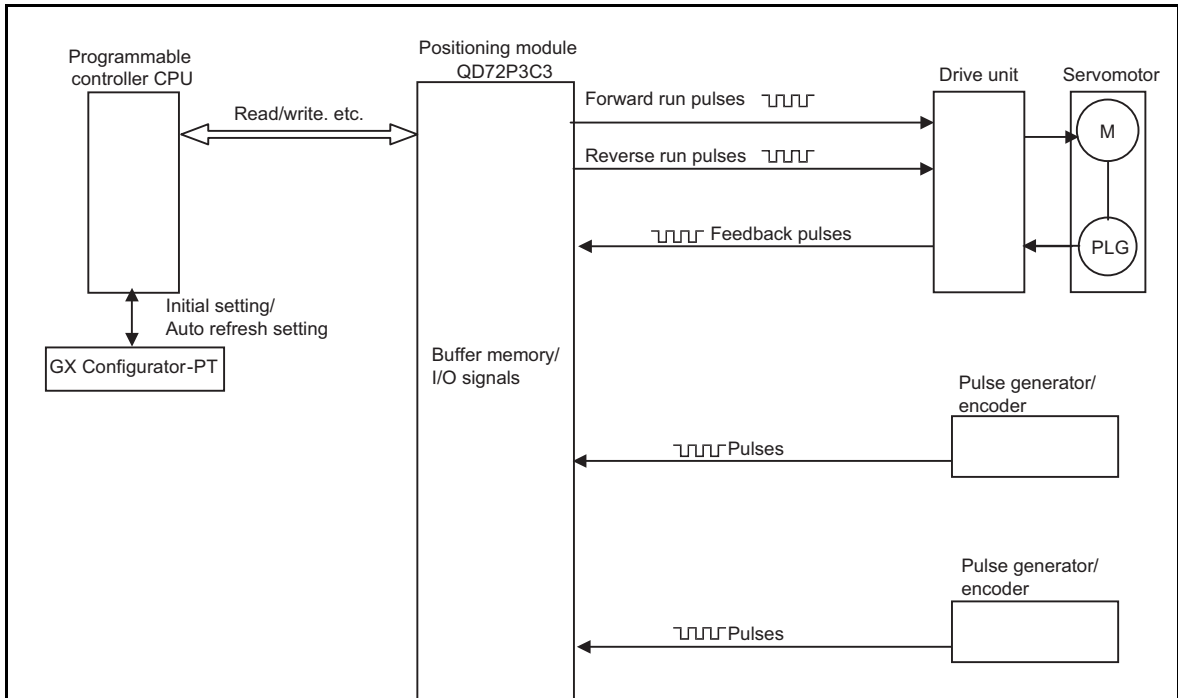 Programmable
controller CPU
Positioning module
QD72P3C3
Drive unit
Servomotor
Read/write. etc.
Forward run pulses
M
Reverse run pulses
Feedback pulses
PLG
Initial setting/
Auto refresh setting
GX Configurator-PT
Buffer memory/
I/O signals
Pulse generator/
encoder
Pulses
Pulse generator/
encoder
Pulses